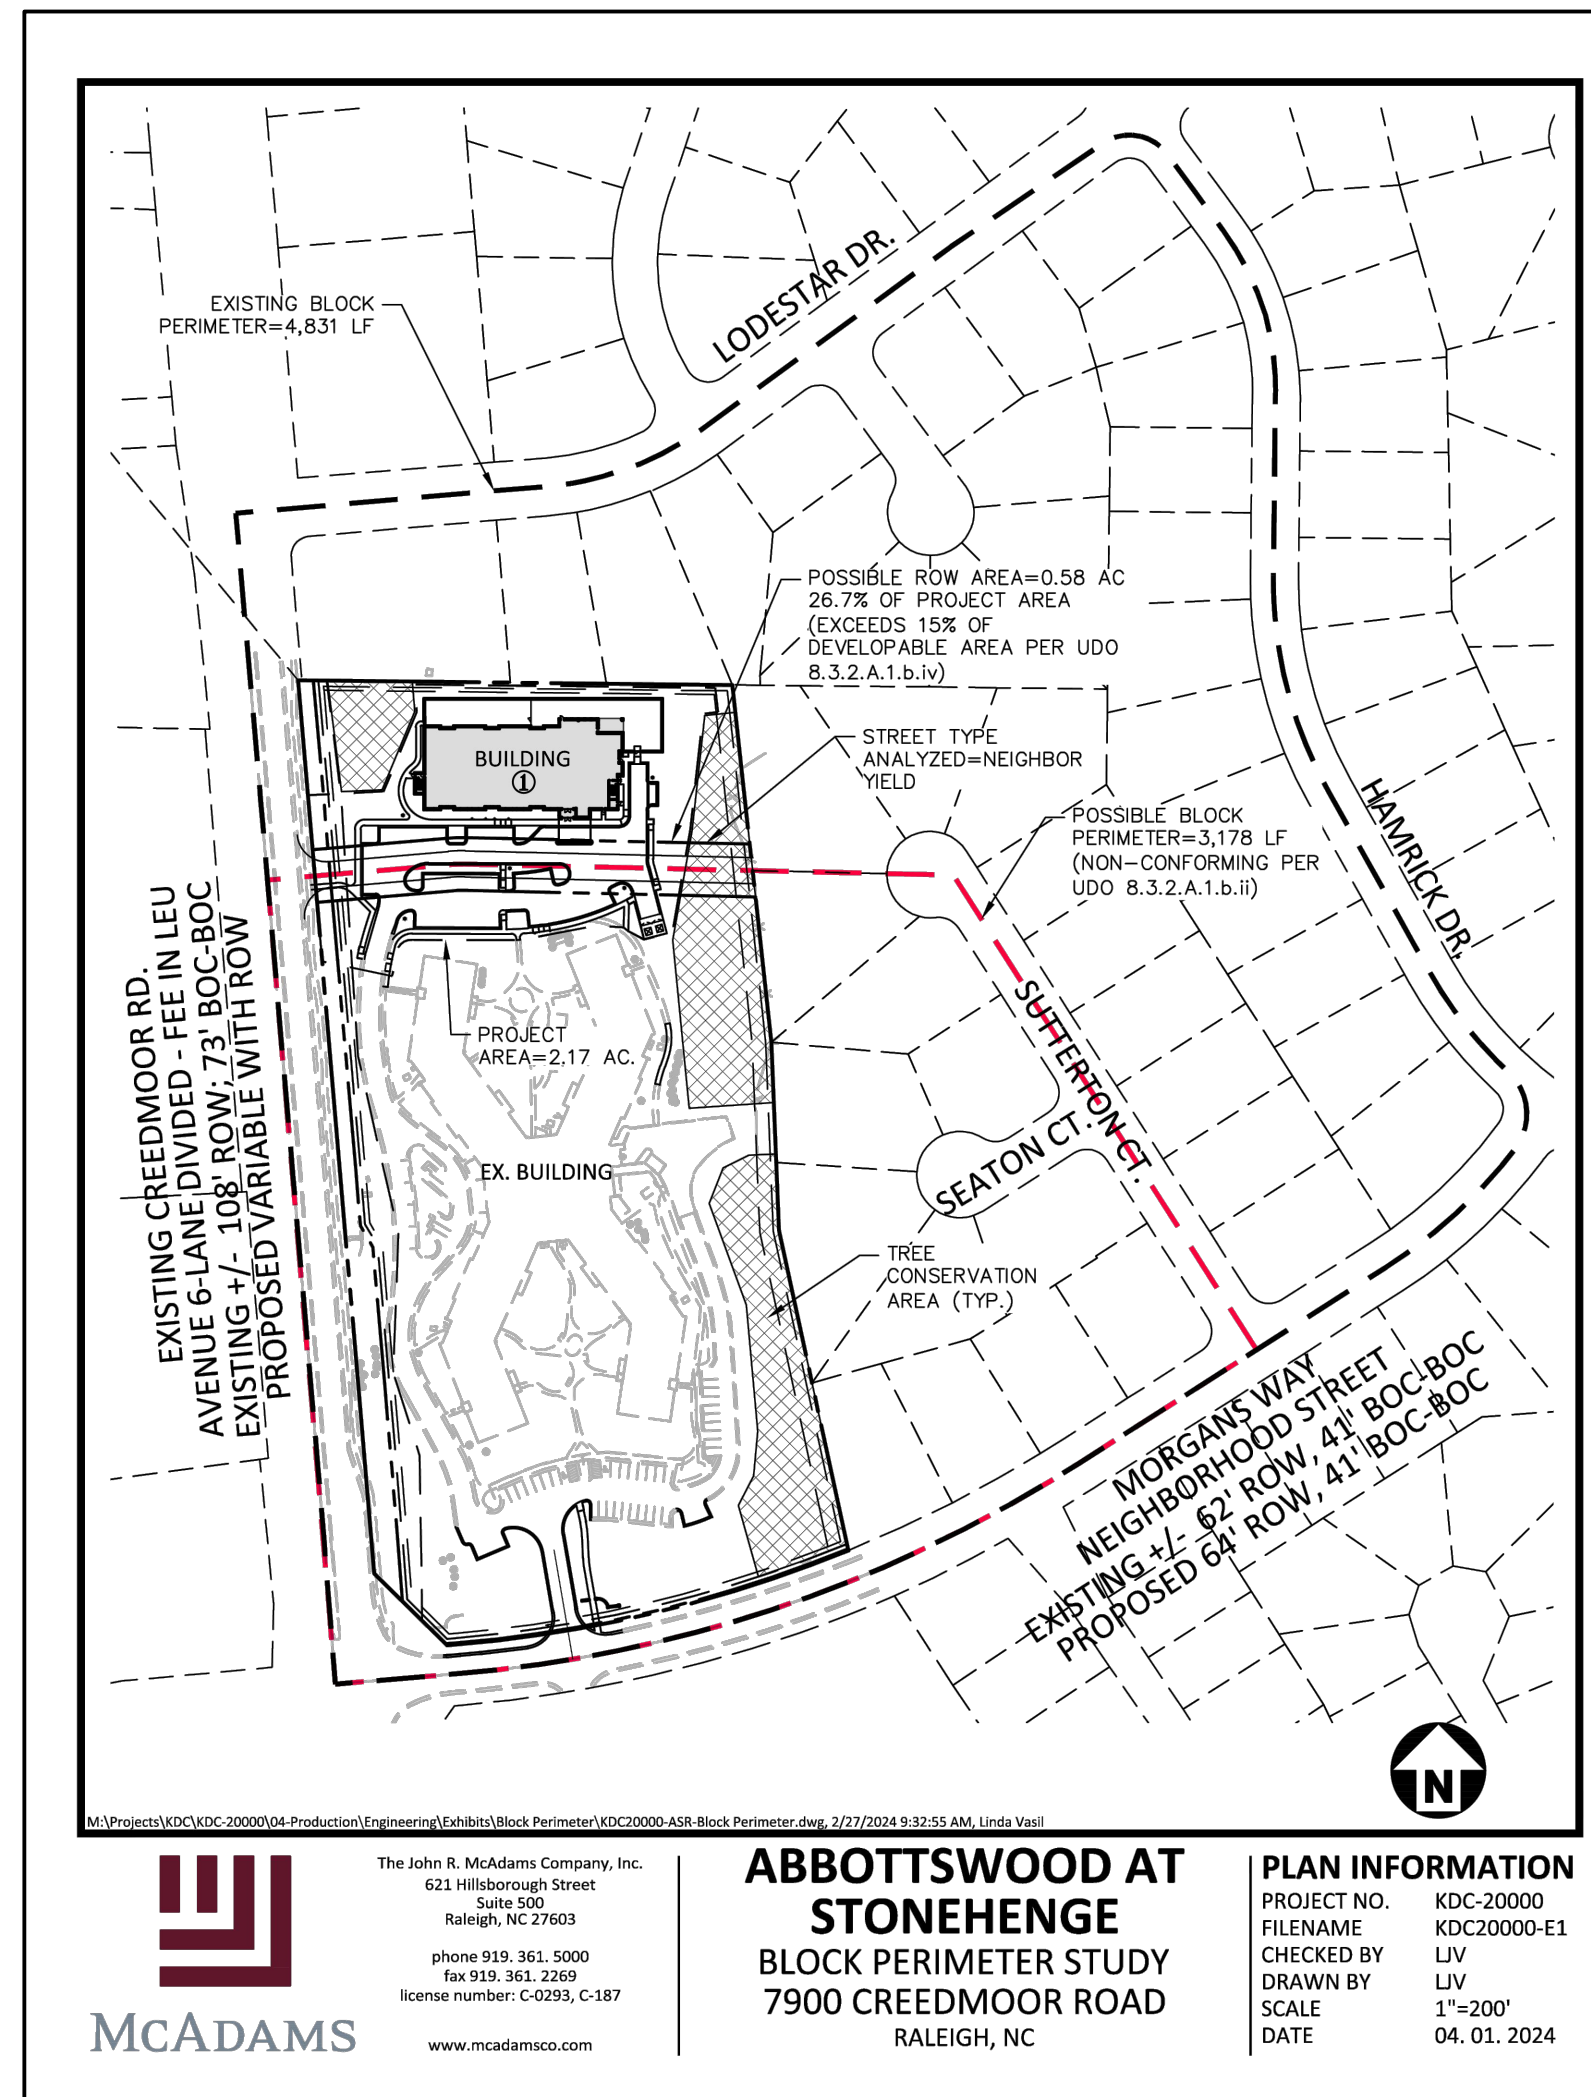 LODESTAR DR.
EXISTING BLOCK
PERIMETER=4,831 LF
POSSIBLE ROW AREA=0.58 AC
26.7% OF PROJECT AREA
(EXCEEDS 15% OF
DEVELOPABLE AREA PER UDO
8.3.2.A.1.b.iv)
STREET TYPE
ANALYZED=NEIGHBOR
YIELD
BUILDING
1
POSSIBLE BLOCK
PERIMETER=3,178 LF
(NON-CONFORMING PER
UDO 8.3.2.A.1.b.ii)
HAMRICK DR.
EXISTING CREEDMOOR RD.
AVENUE 6-LANE DIVIDED - FEE IN LEU
EXISTING +/- 108' ROW; 73' BOC-BOC
PROPOSED VARIABLE WITH ROW
PROJECT
AREA=2.17 AC.
SUTTERTON CT.
SEATON CT.
EX. BUILDING
TREE
CONSERVATION
AREA (TYP.)
MORGANS WAY
NEIGHBORHOOD STREET
EXISTING +/- 62' ROW, 41' BOC-BOC
PROPOSED 64' ROW, 41' BOC-BOC
N
M:\Projects\KDC\KDC-20000\04-Production\Engineering\Exhibits\Block Perimeter\KDC20000-ASR-Block Perimeter.dwg, 2/27/2024 9:32:55 AM, Linda Vasil
MCADAMS
The John R. McAdams Company, Inc.
621 Hillsborough Street
Suite 500
Raleigh, NC 27603
phone 919. 361. 5000
fax 919. 361. 2269
license number: C-0293, C-187
www.mcadamsco.com
ABBOTTSWOOD AT
STONEHENGE
BLOCK PERIMETER STUDY
7900 CREEDMOOR ROAD
RALEIGH, NC
PLAN INFORMATION
PROJECT NO. KDC-20000
FILENAME KDC20000-E1
CHECKED BY LJV
DRAWN BY LJV
SCALE 1"=200'
DATE 04. 01. 2024